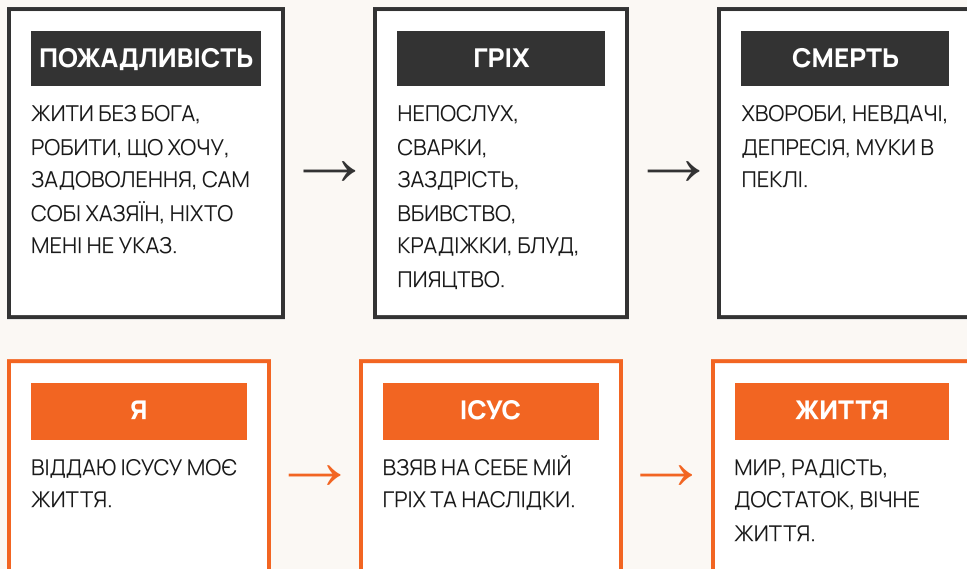 ПОЖАДЛИВІСТЬ
ЖИТИ БЕЗ БОГА,
РОБИТИ, ЩО ХОЧУ,
ЗАДОВОЛЕННЯ, САМ
СОБІ ХАЗЯЇН, НІХТО
МЕНІ НЕ УКАЗ.
ГРІХ
НЕПОСЛУХ,
СВАРКИ,
ЗАЗДРІСТЬ,
ВБИВСТВО,
КРАДІЖКИ, БЛУД,
ПИЯЦТВО.
СМЕРТЬ
ХВОРОБИ, НЕВДАЧІ,
ДЕПРЕСІЯ, МУКИ В
ПЕКЛІ.
Я
ВІДДАЮ ІСУСУ МОЄ
ЖИТТЯ.
ІСУС
ВЗЯВ НА СЕБЕ МІЙ
ГРІХ ТА НАСЛІДКИ.
ЖИТТЯ
МИР, РАДІСТЬ,
ДОСТАТОК, ВІЧНЕ
ЖИТТЯ.